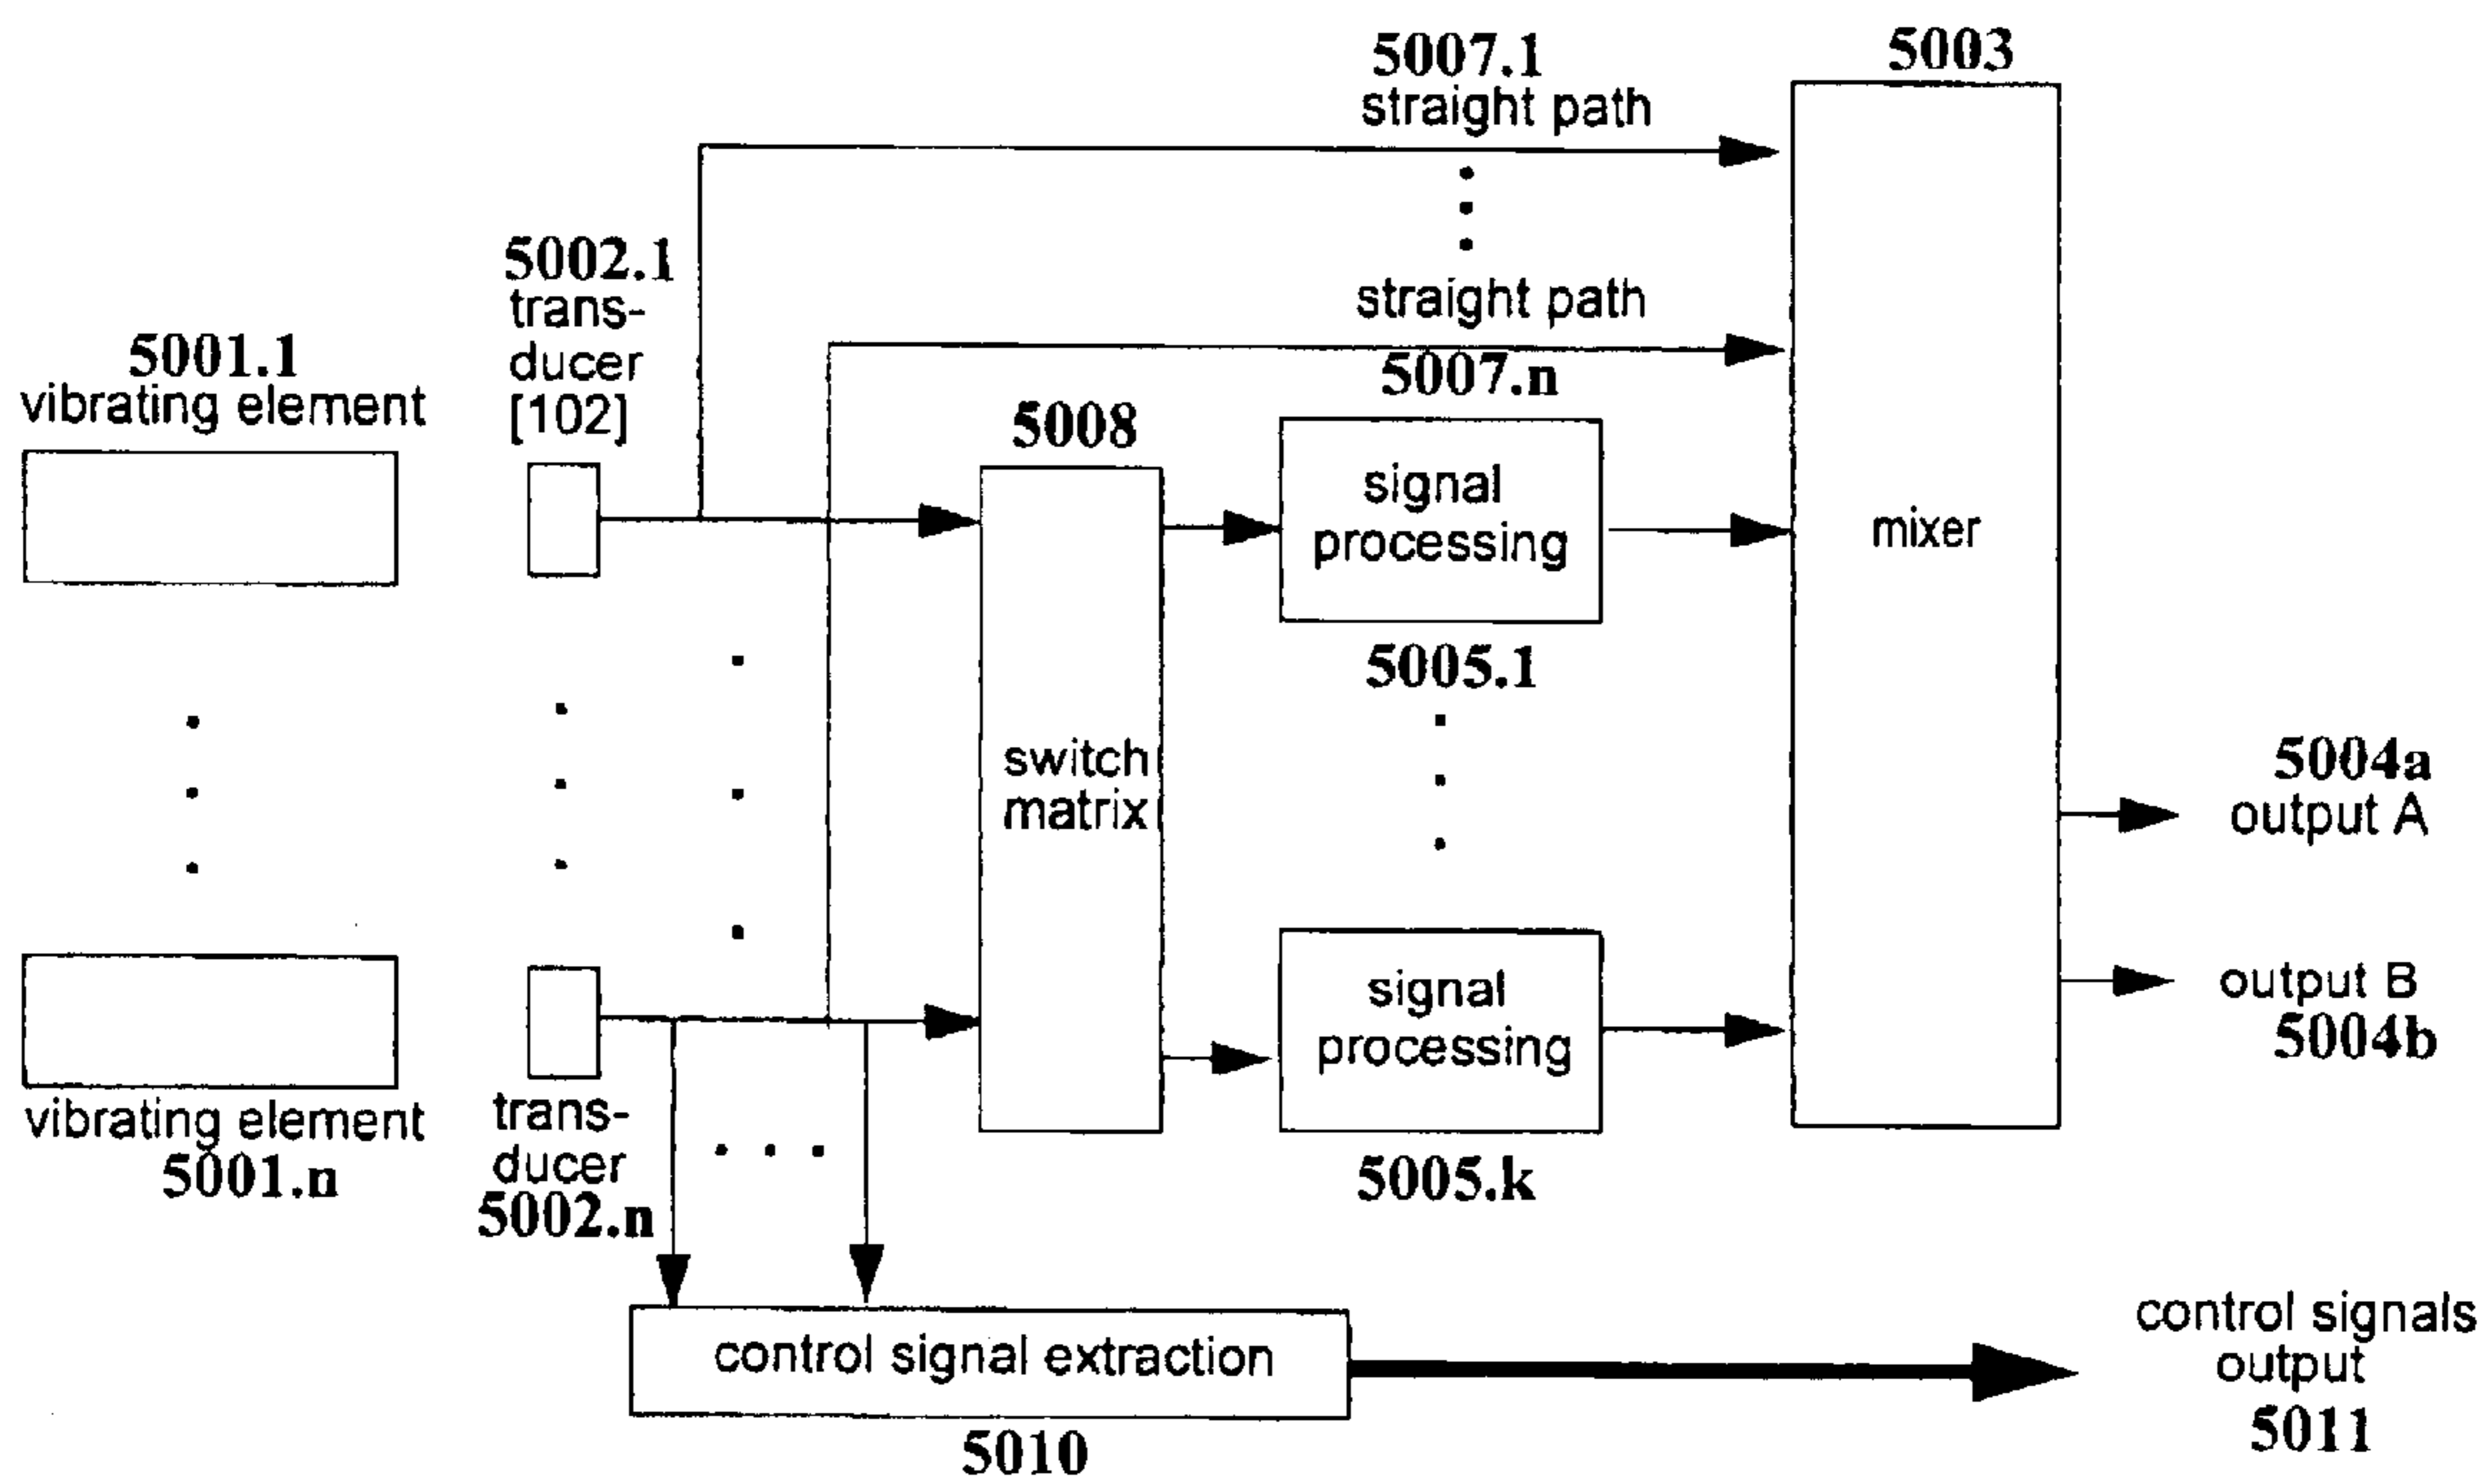 5007.1
straight path
5003
5002.1
trans-
ducer
[102]
straight path
5007.n
5001.1
vibrating element
5008
signal
processing
mixer
5005.1
switch
matrix
5004a
output A
output B
5004b
signal
processing
vibrating element
5001.n
trans-
ducer
5002.n
5005.k
control signal extraction
5010
control signals
output
5011